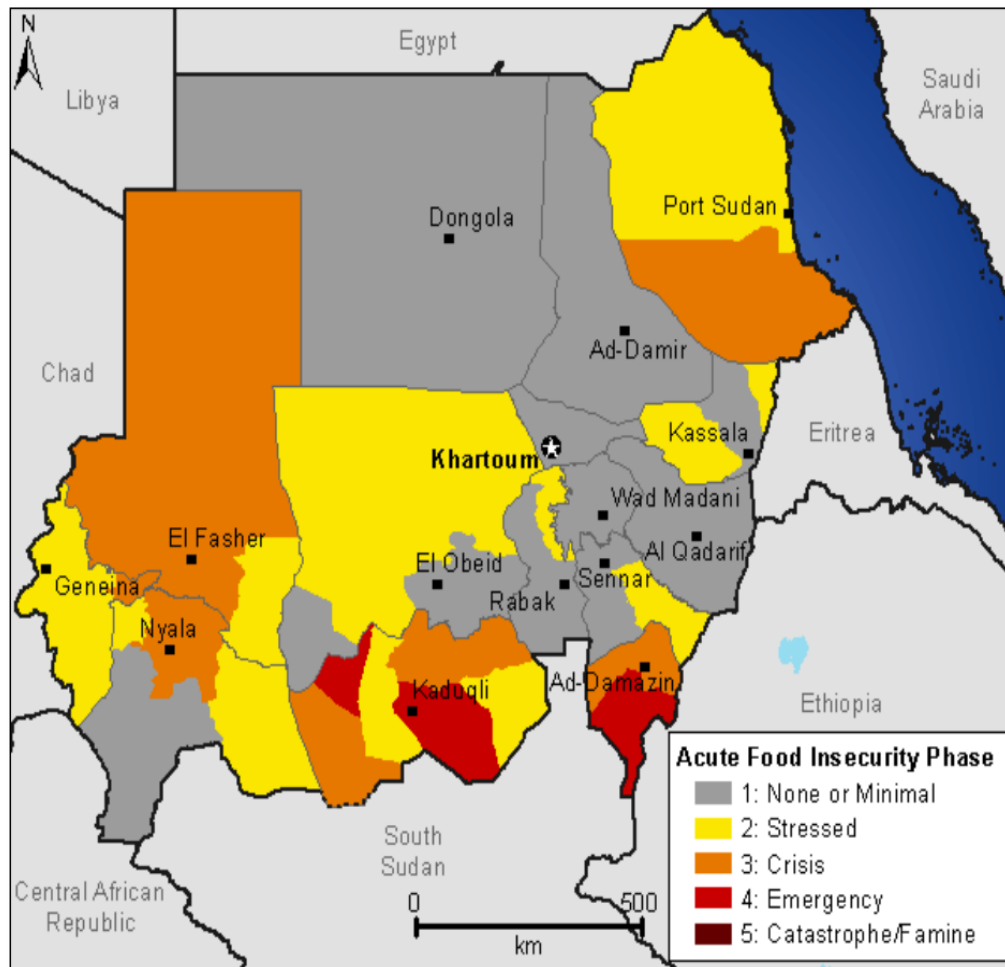 N
Egypt
Libya
Saudi
Arabia
Port Sudan
Dongola
Ad-Damir
Chad
Kassala
Eritrea
Khartoum
Wad Madani
El Fasher
Al Qadarif
El Obeid
Sennar
Geneina
Rabak
Nyala
Ad-Damazin
Kaduqli
Ethiopia
South
Sudan
Central African
Republic
0
500
km
Acute Food Insecurity Phase
1: None or Minimal
2: Stressed
3: Crisis
4: Emergency
5: Catastrophe/Famine